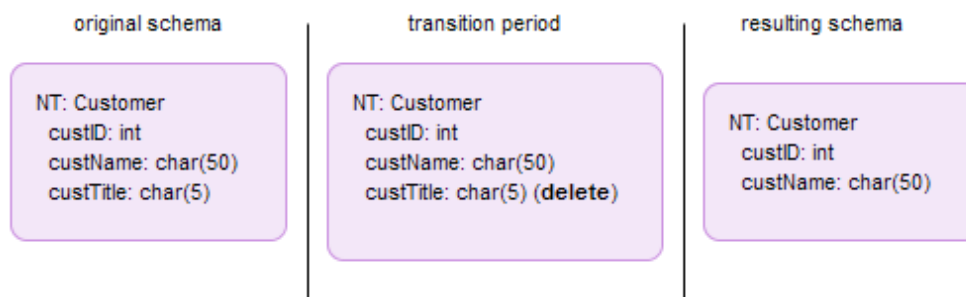 original schema
NT: Customer
custID: int
custName: char(50)
custTitle: char(5)
transition period
NT: Customer
custID: int
custName: char(50)
custTitle: char(5) (delete)
resulting schema
NT: Customer
custID: int
custName: char(50)